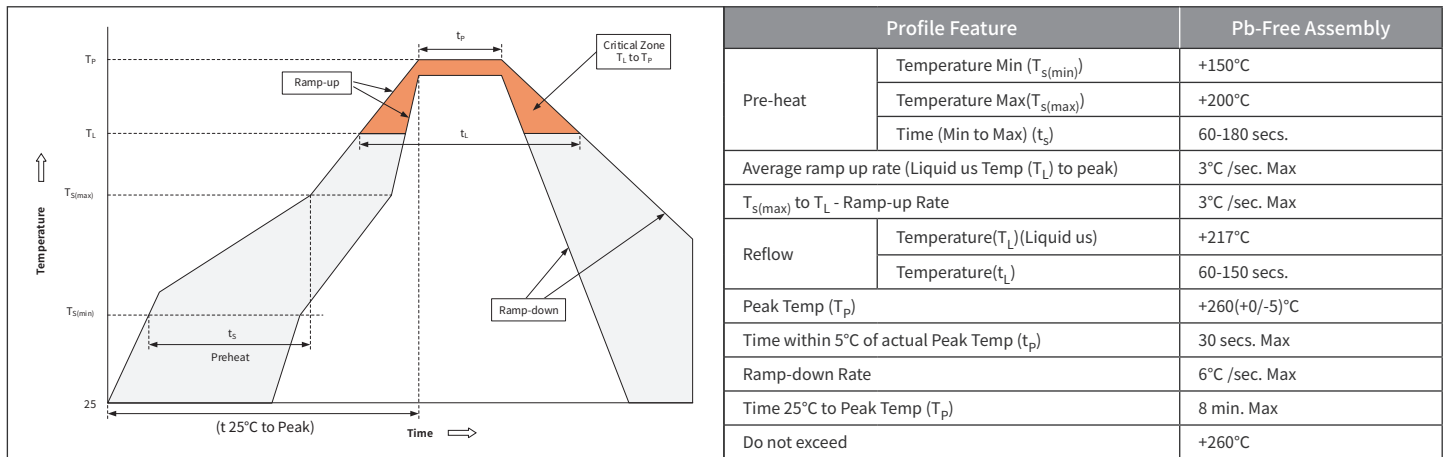 tP
TP
Critical Zone
TL to TP
Ramp-up
TL
tL
TS(max)
Temperature
TS(min)
Ramp-down
tS
Preheat
25
(t 25°C to Peak)
Time
Profile Feature Pb-Free Assembly
Pre-heat
Temperature Min (Ts(min)) +150°C
Temperature Max(Ts(max)) +200°C
Time (Min to Max) (ts) 60-180 secs.
Average ramp up rate (Liquid us Temp (TL) to peak) 3°C /sec. Max
Ts(max) to TL - Ramp-up Rate 3°C /sec. Max
Reflow
Temperature(TL)(Liquid us) +217°C
Temperature(tL) 60-150 secs.
Peak Temp (TP) +260(+0/-5)°C
Time within 5°C of actual Peak Temp (tP) 30 secs. Max
Ramp-down Rate 6°C /sec. Max
Time 25°C to Peak Temp (TP) 8 min. Max
Do not exceed +260°C